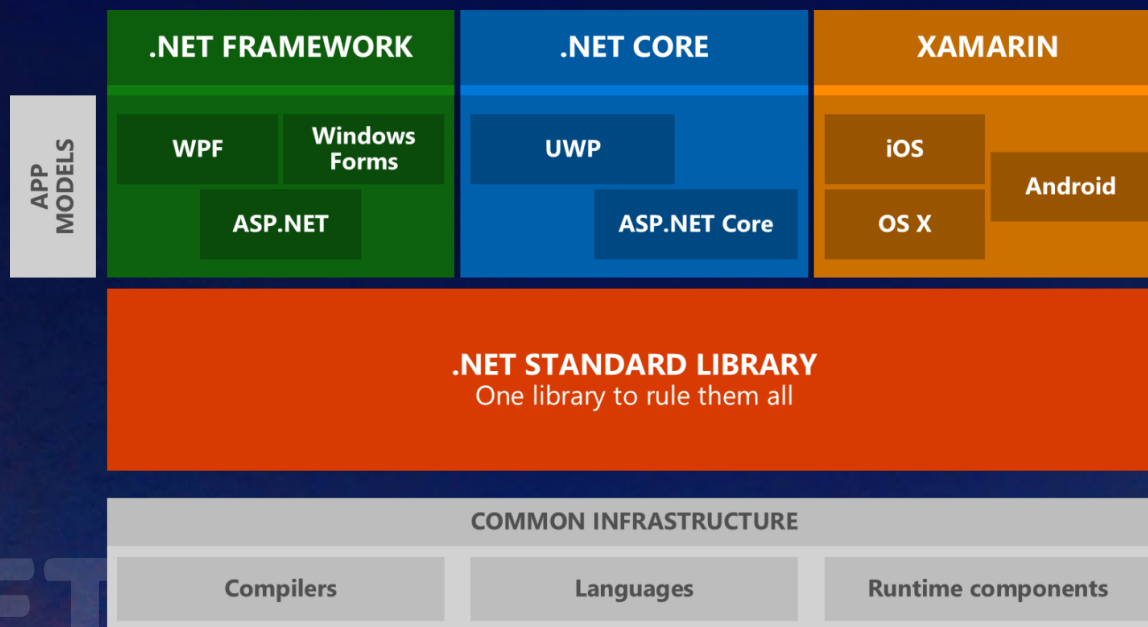 .NET FRAMEWORK
.NET CORE
XAMARIN
APP
MODELS
WPF
Windows
Forms
ASP.NET
UWP
ASP.NET Core
iOS
Android
OS X
.NET STANDARD LIBRARY
One library to rule them all
COMMON INFRASTRUCTURE
Compilers
Languages
Runtime components